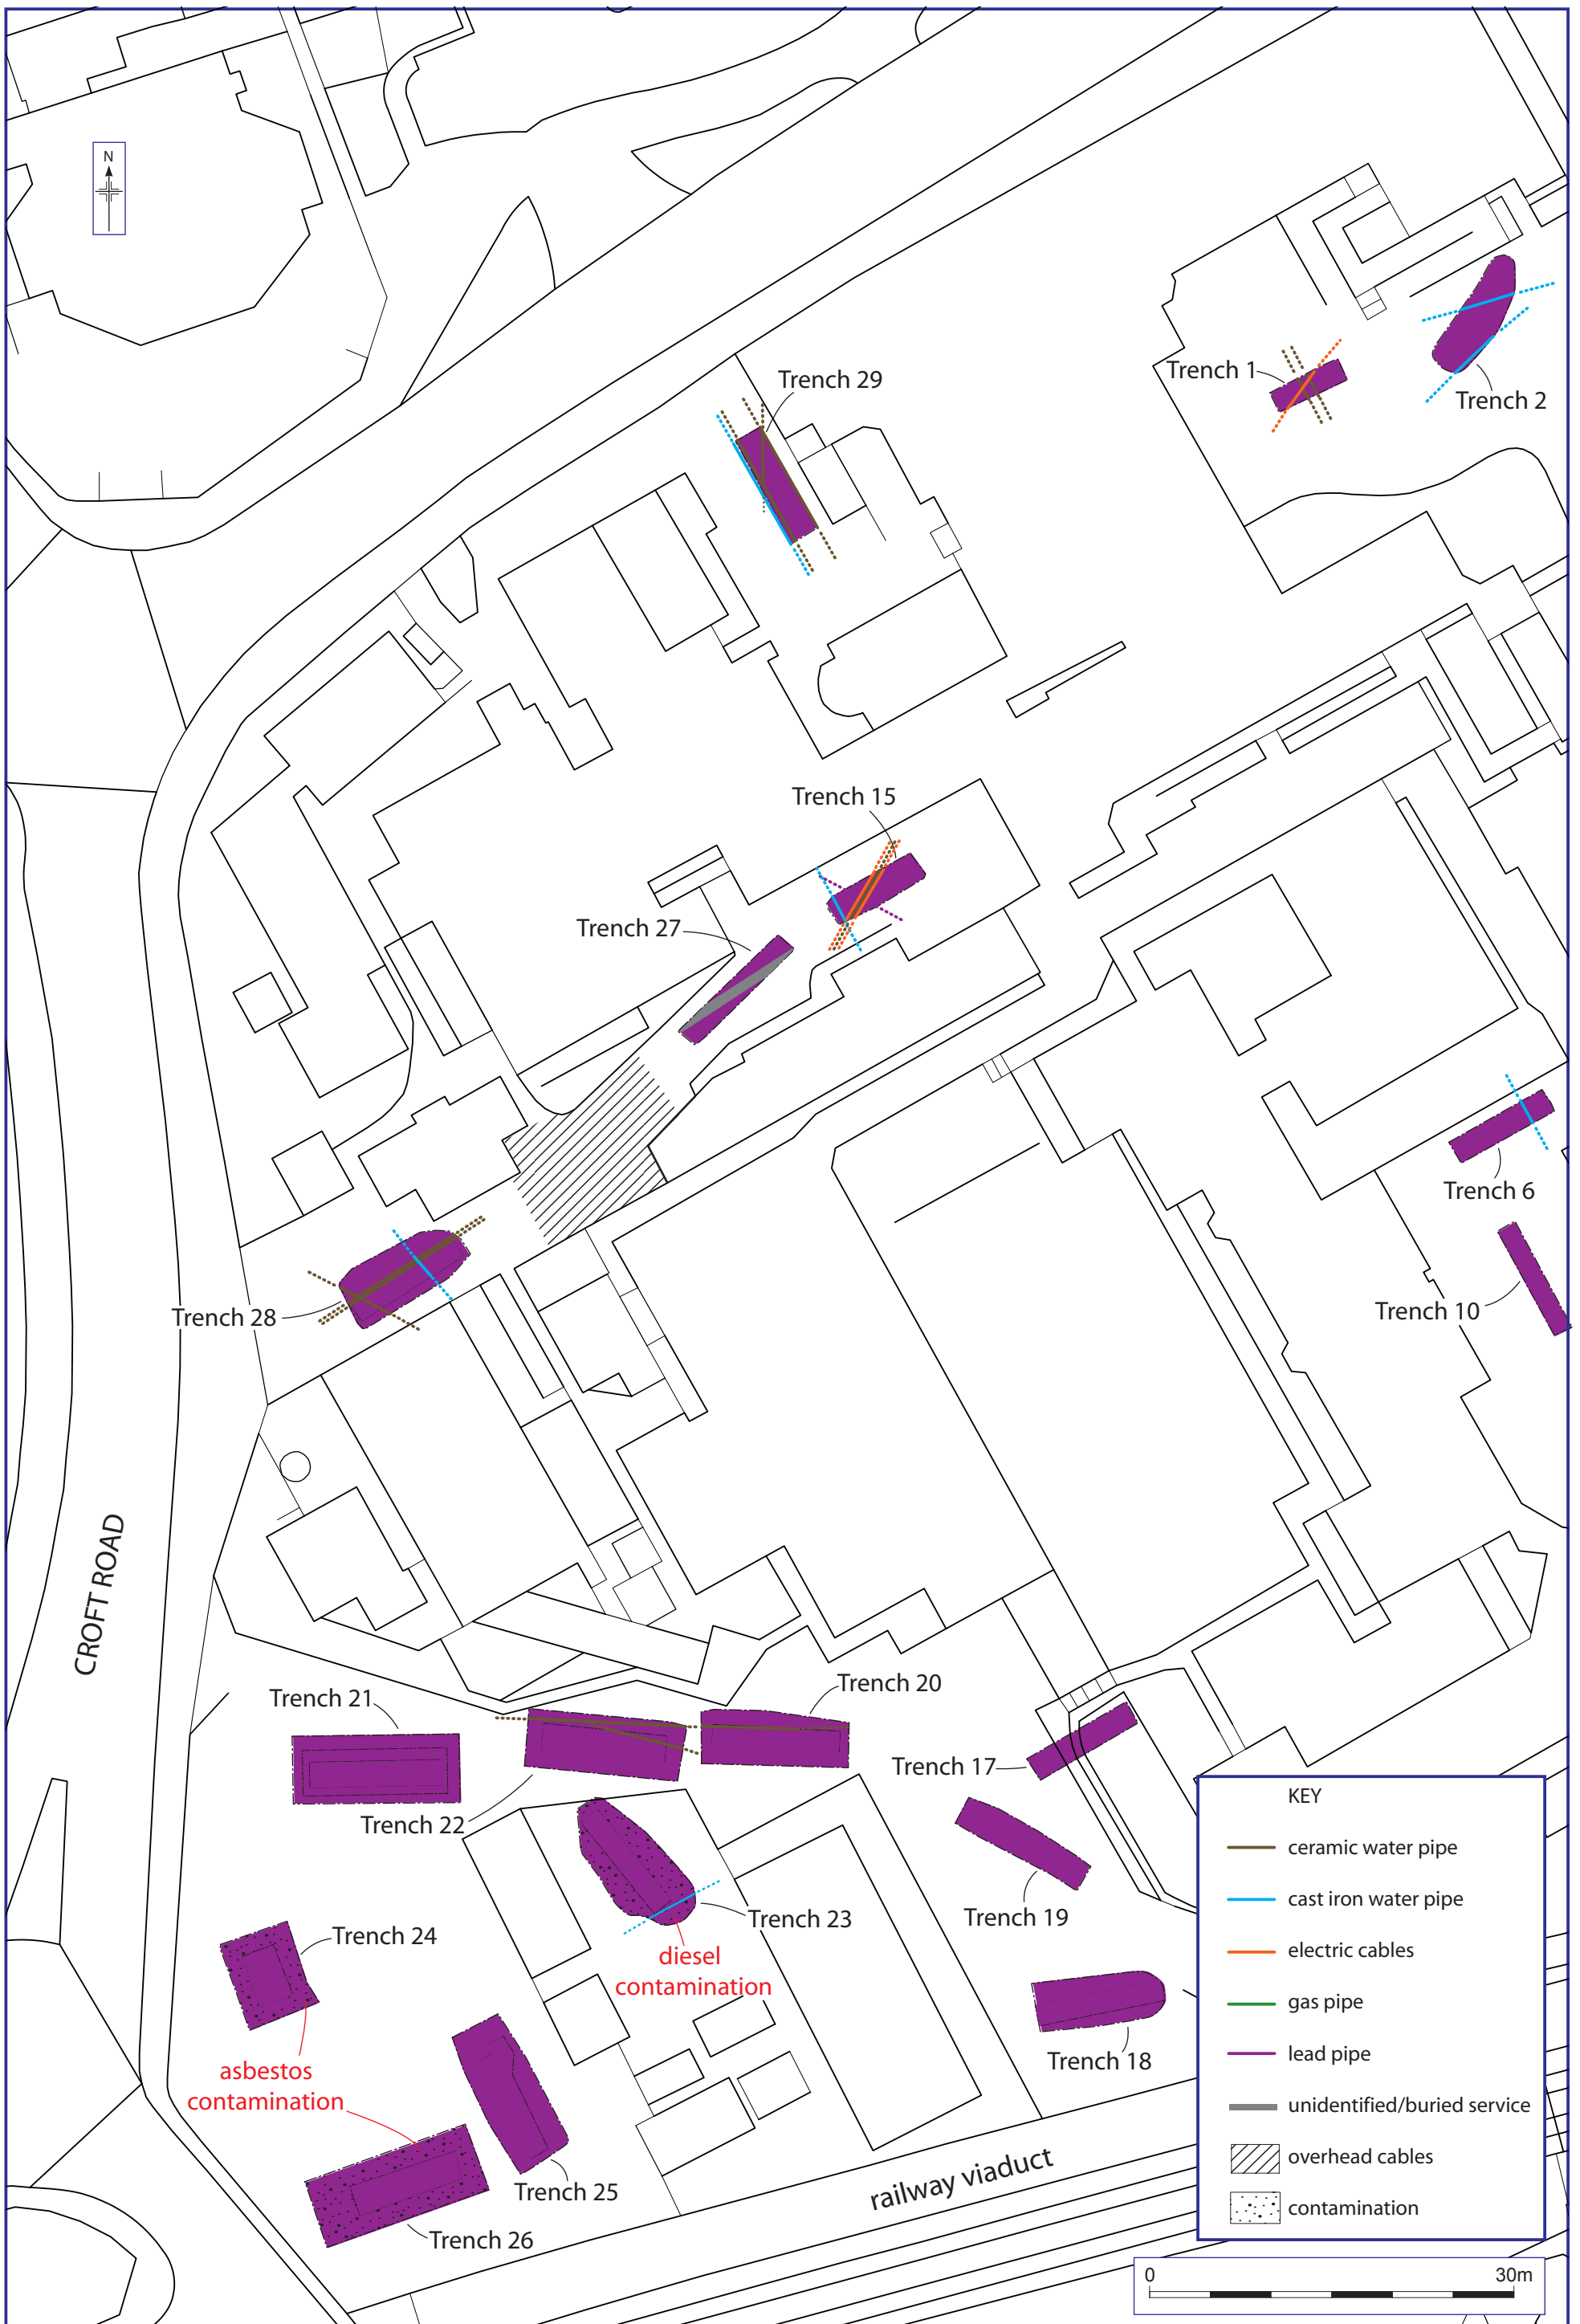 N
Trench 29
Trench 1
Trench 2
Trench 15
Trench 27
Trench 6
Trench 10
Trench 28
CROFT ROAD
Trench 21
Trench 20
Trench 22
Trench 17
Trench 23
Trench 19
Trench 24
diesel
contamination
Trench 18
asbestos
contamination
Trench 25
Trench 26
railway viaduct
KEY
ceramic water pipe
cast iron water pipe
electric cables
gas pipe
lead pipe
unidentified/buried service
overhead cables
contamination
0 30m